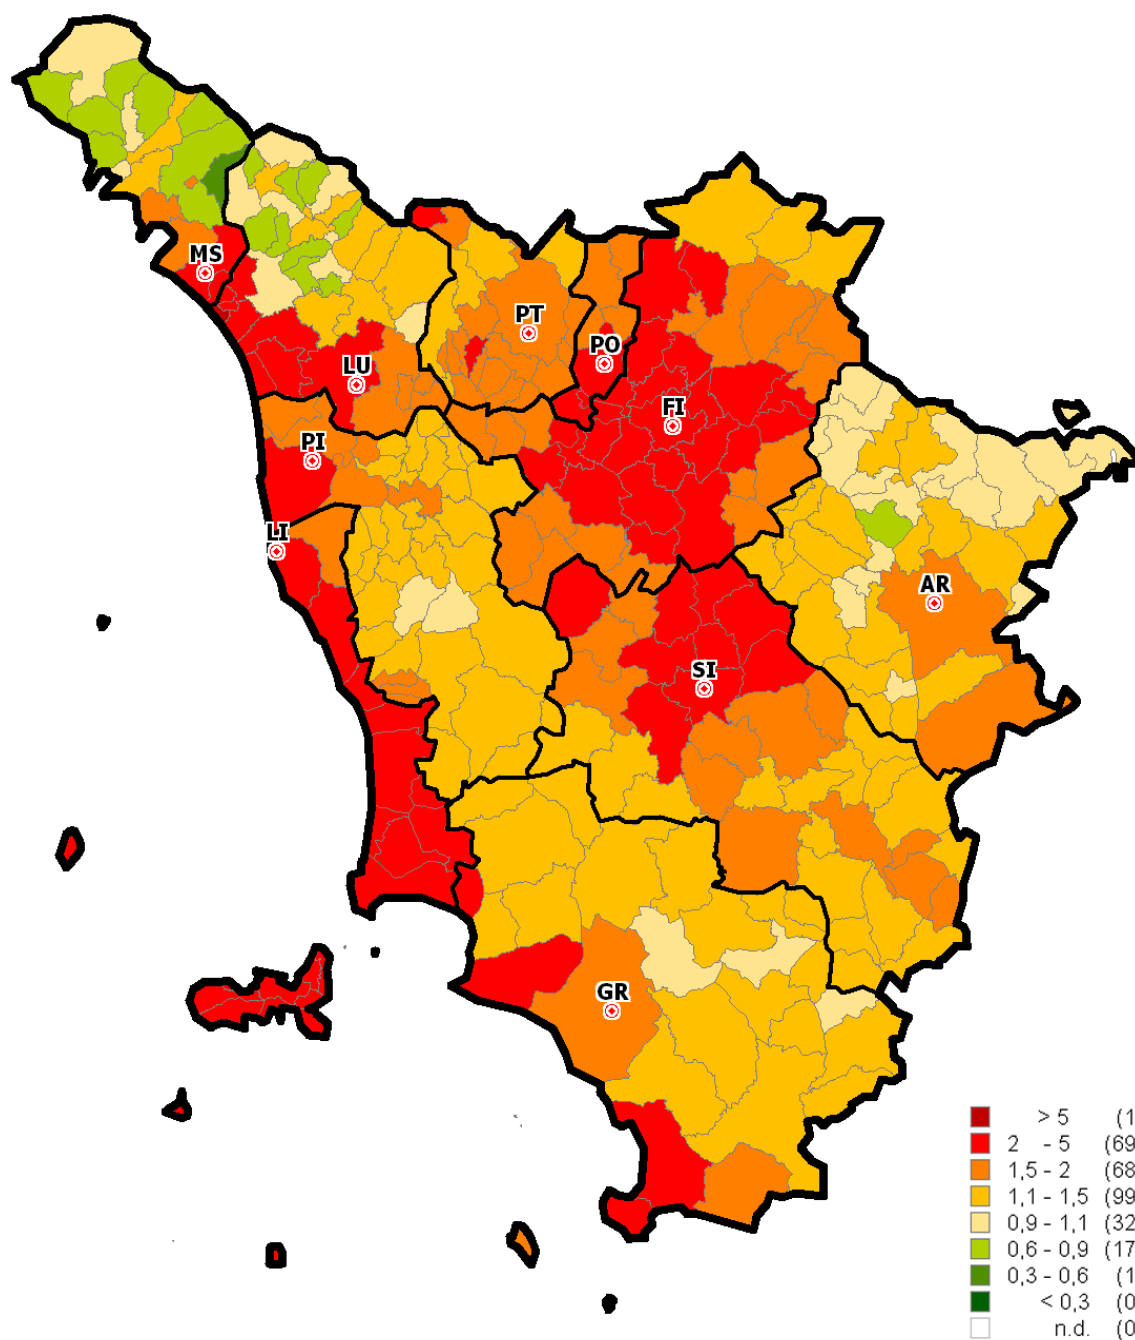 MS
PT
PO
LU
FI
PI
LI
AR
SI
GR
> 5 (1
2 - 5 (69
1,5 - 2 (68
1,1 - 1,5 (99
0,9 - 1,1 (32
0,6 - 0,9 (17
0,3 - 0,6 (1
< 0,3 (0
n.d. (0